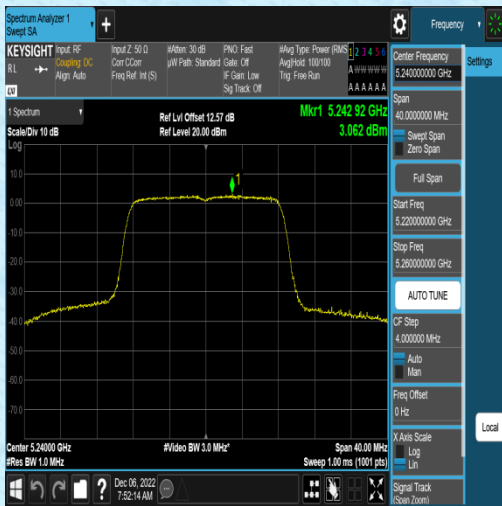 Spectrum Analyzer 1
Swept SA
+
Frequency
KEYSIGHT
Input: RF
Coupling: DC
Align: Auto
Input Z: 50 Ω
Corr CCorr
Freq Ref: Int (S)
#Atten: 30 dB
µW Path: Standard
PNO: Fast
Gate: Off
IF Gain: Low
Sig Track: Off
#Avg Type: Power (RMS
Avg|Hold: 100/100
Trig: Free Run
1 2 3 4 5 6
A W W W W W
A A A A A A
RL
LXI
1 Spectrum
Scale/Div 10 dB
Ref Lvl Offset 12.57 dB
Ref Level 20.00 dBm
Mkr1 5.242 92 GHz
3.062 dBm
Log
10.0
0.00
-10.0
-20.0
-30.0
-40.0
-50.0
-60.0
-70.0
1
Center 5.24000 GHz
#Res BW 1.0 MHz
#Video BW 3.0 MHz*
Span 40.00 MHz
Sweep 1.00 ms (1001 pts)
?
Dec 06, 2022
7:52:14 AM
Center Frequency
5.240000000 GHz
Span
40.0000000 MHz
Swept Span
Zero Span
Full Span
Start Freq
5.220000000 GHz
Stop Freq
5.260000000 GHz
AUTO TUNE
CF Step
4.000000 MHz
Auto
Man
Freq Offset
0 Hz
X Axis Scale
Log
Lin
Signal Track
(Span Zoom)
Settings
Local